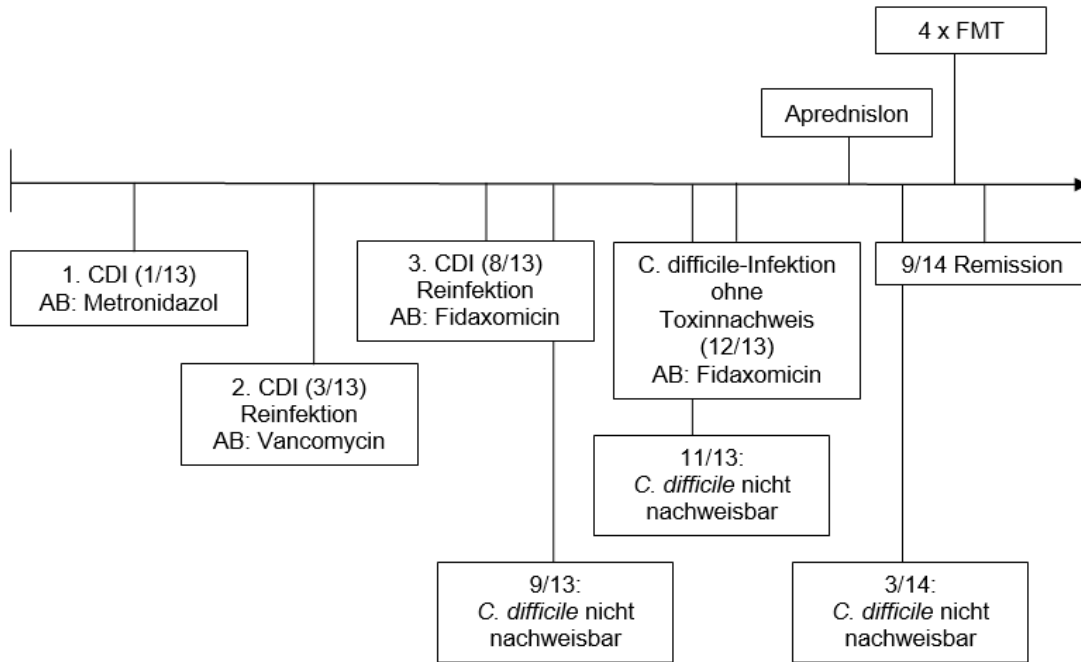 4 x FMT
Aprednislon
1. CDI (1/13)
AB: Metronidazol
2. CDI (3/13)
Reinfektion
AB: Vancomycin
3. CDI (8/13)
Reinfektion
AB: Fidaxomicin
9/13:
C. difficile nicht
nachweisbar
C. difficile-Infektion
ohne
Toxinnachweis
(12/13)
AB: Fidaxomicin
11/13:
C. difficile nicht
nachweisbar
9/14 Remission
3/14:
C. difficile nicht
nachweisbar